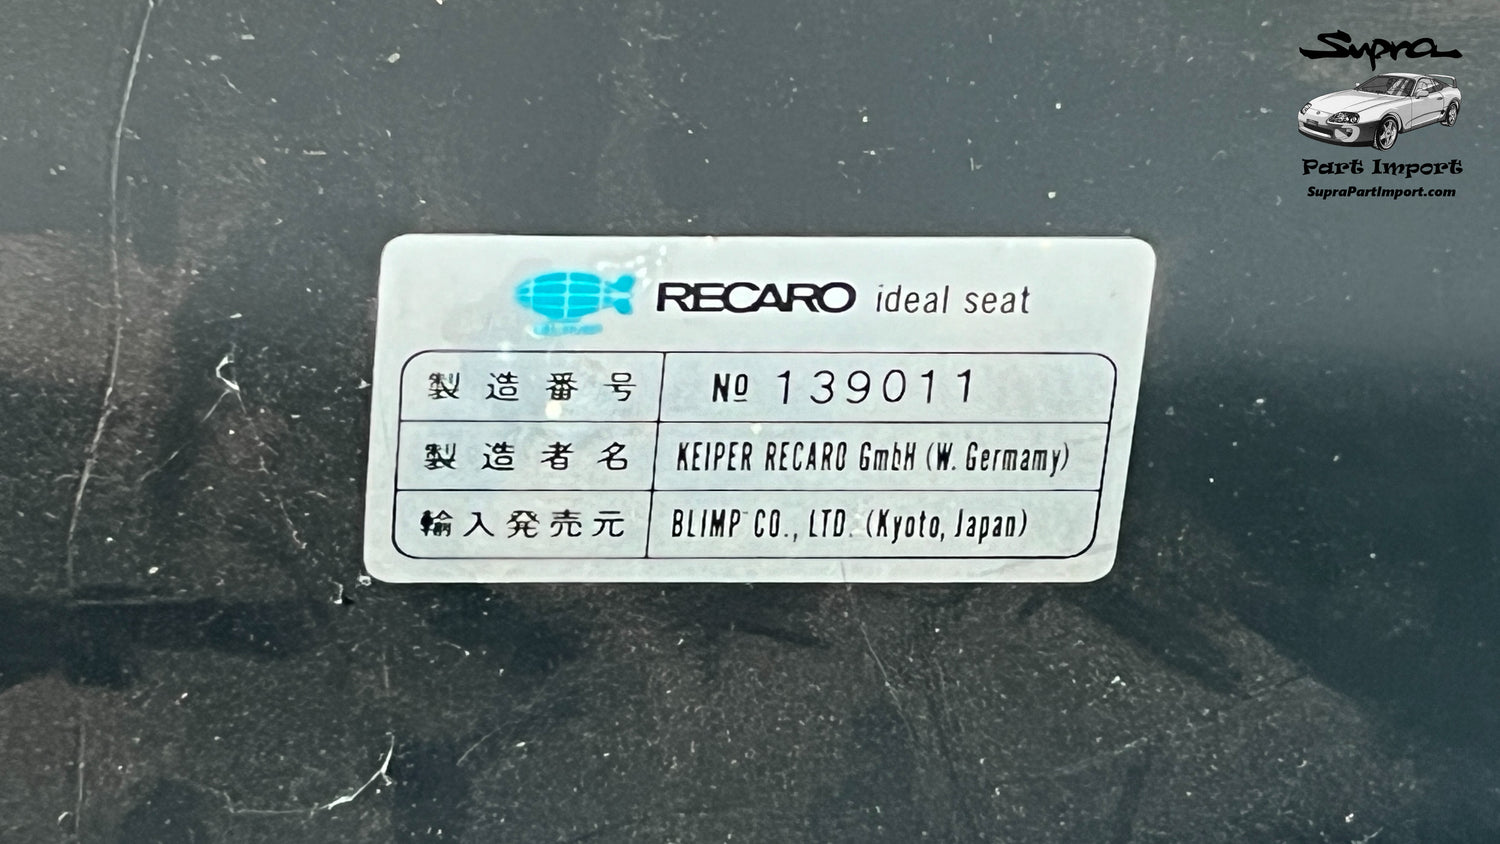 Supra
Part Import
SupraPartImport.com
RECARO ideal seat
製造番号 No 139011
製造者名 KEIPER RECARO GmbH (W. Germamy)
輸入発売元 BLIMP CO., LTD. (Kyoto, Japan)